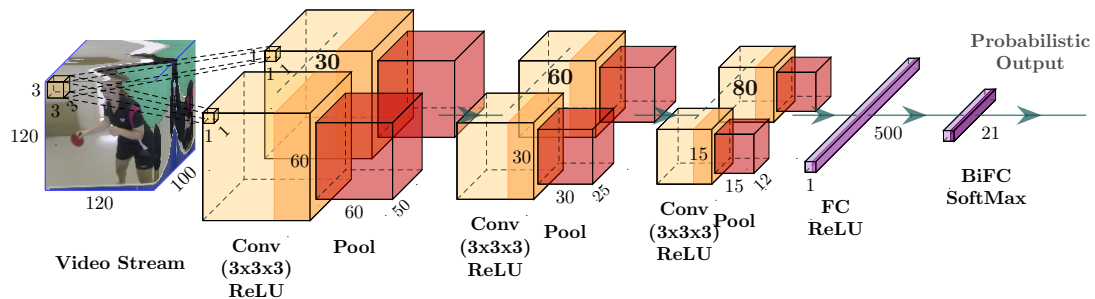 3
3
3
120
120
100
Video Stream
1
1
1
1
1
30
60
60
50
Conv
(3x3x3)
ReLU
Pool
60
30
30
25
Conv
(3x3x3)
ReLU
Pool
80
15
15
12
Conv
(3x3x3)
ReLU
Pool
1
500
FC
ReLU
21
BiFC
SoftMax
Probabilistic
Output